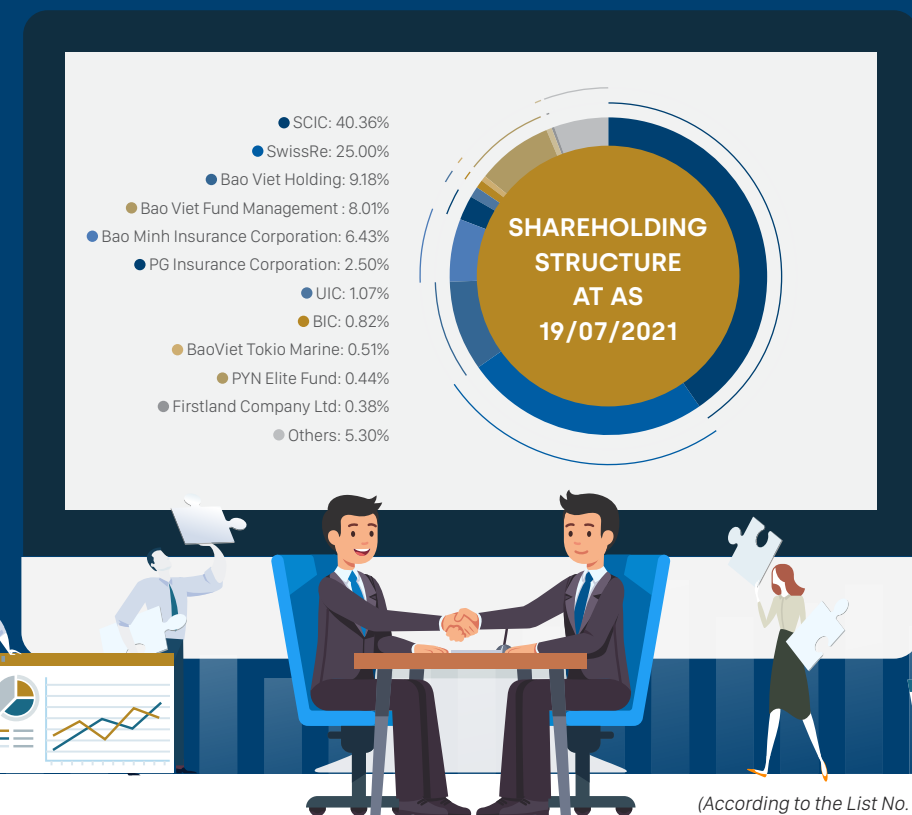 SCIC: 40.36%
SwissRe: 25.00%
Bao Viet Holding: 9.18%
Bao Viet Fund Management : 8.01%
Bao Minh Insurance Corporation: 6.43%
PG Insurance Corporation: 2.50%
UIC: 1.07%
BIC: 0.82%
BaoViet Tokio Marine: 0.51%
PYN Elite Fund: 0.44%
Firstland Company Ltd: 0.38%
Others: 5.30%
SHAREHOLDING
STRUCTURE
AT AS
19/07/2021
(According to the List No.